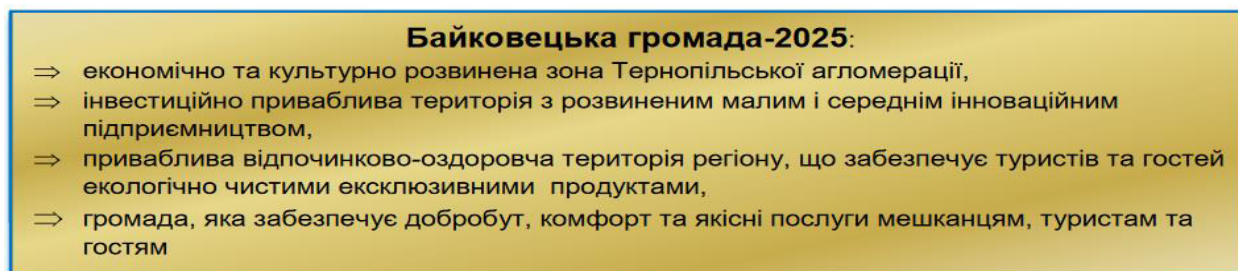 Байковецька громада-2025:
⇒ економічно та культурно розвинена зона Тернопільської агломерації,
⇒ інвестиційно приваблива територія з розвиненим малим і середнім інноваційним
підприємництвом,
⇒ приваблива відпочинково-оздоровча територія регіону, що забезпечує туристів та гостей
екологічно чистими ексклюзивними продуктами,
⇒ громада, яка забезпечує добробут, комфорт та якісні послуги мешканцям, туристам та
гостям